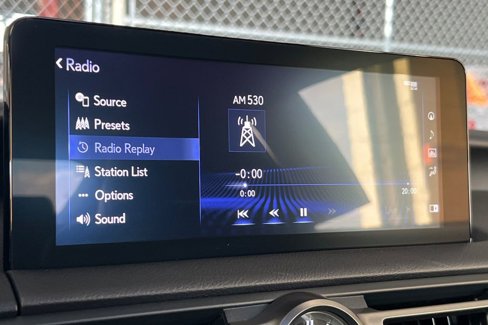 Radio
Source
Presets
Radio Replay
Station List
Options
Sound
AM 530
-0:00
0:00
20:00